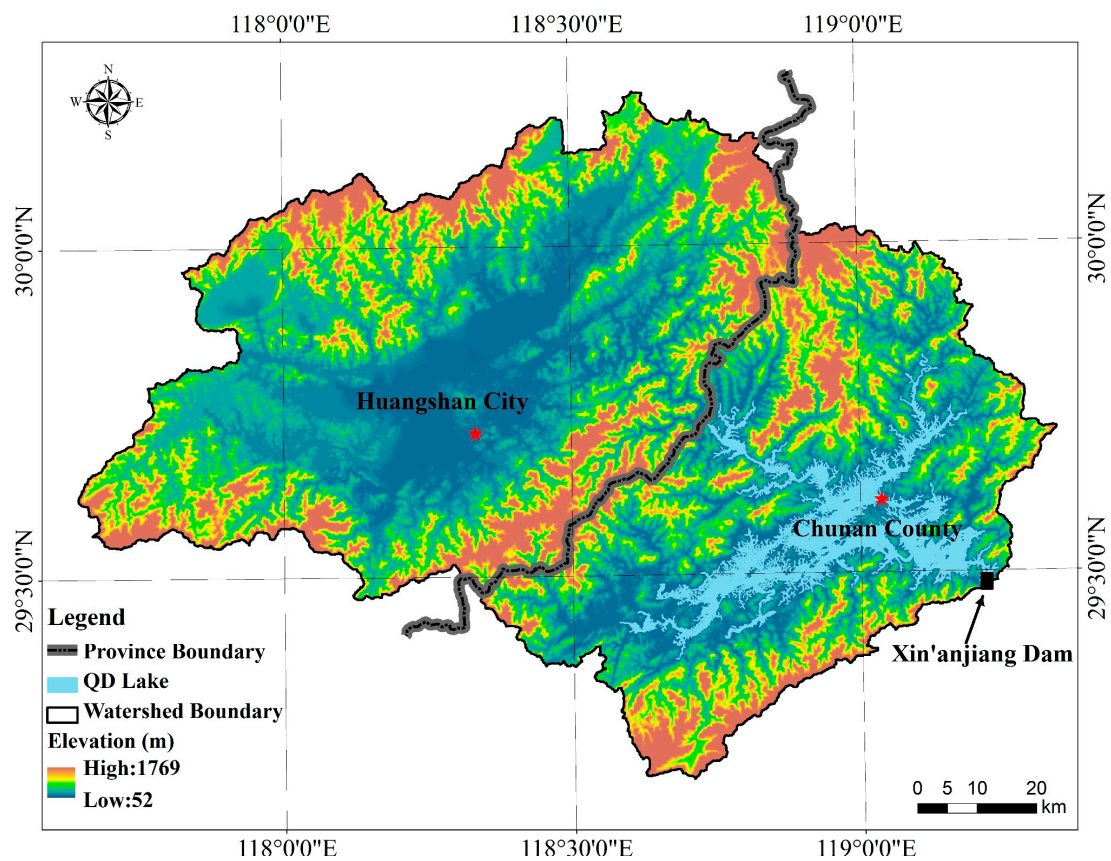 118°0'0"E
118°30'0"E
119°0'0"E
N
W
E
S
30°0'0"N
30°0'0"N
Huangshan City
Chunan County
29°30'0"N
29°30'0"N
Legend
Province Boundary
Xin'anjiang Dam
QD Lake
Watershed Boundary
Elevation (m)
High:1769
Low:52
0 5 10 20
km
118°0'0"E
118°30'0"E
119°0'0"E